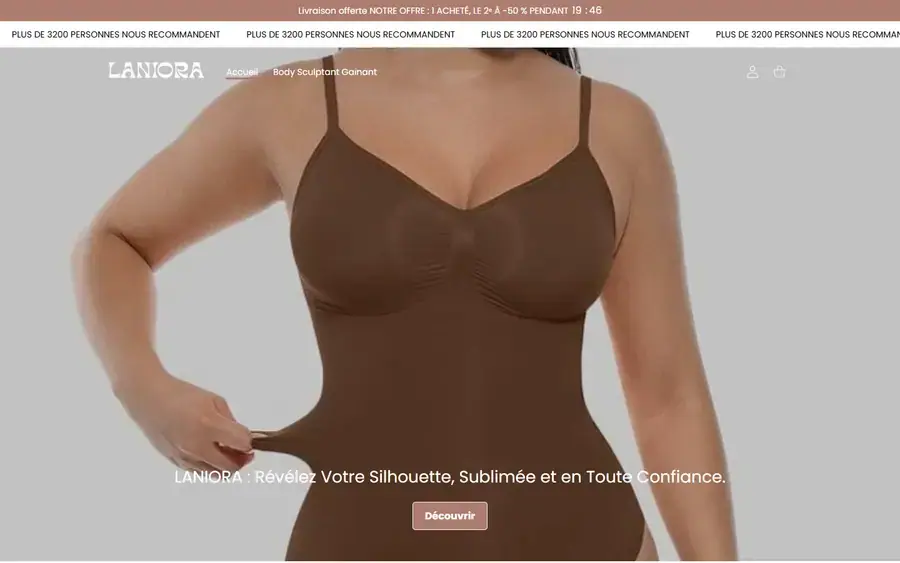 Livraison offerte NOTRE OFFRE : 1 ACHETÉ, LE 2ᵉ À -50 % PENDANT 19 : 46
PLUS DE 3200 PERSONNES NOUS RECOMMANDENT PLUS DE 3200 PERSONNES NOUS RECOMMANDENT PLUS DE 3200 PERSONNES NOUS RECOMMANDENT PLUS DE 3200 PERSONNES NOUS RECOMMAN
LANIORA Accueil Body Sculptant Gainant
LANIORA : Révélez Votre Silhouette, Sublimée et en Toute Confiance.
Découvrir